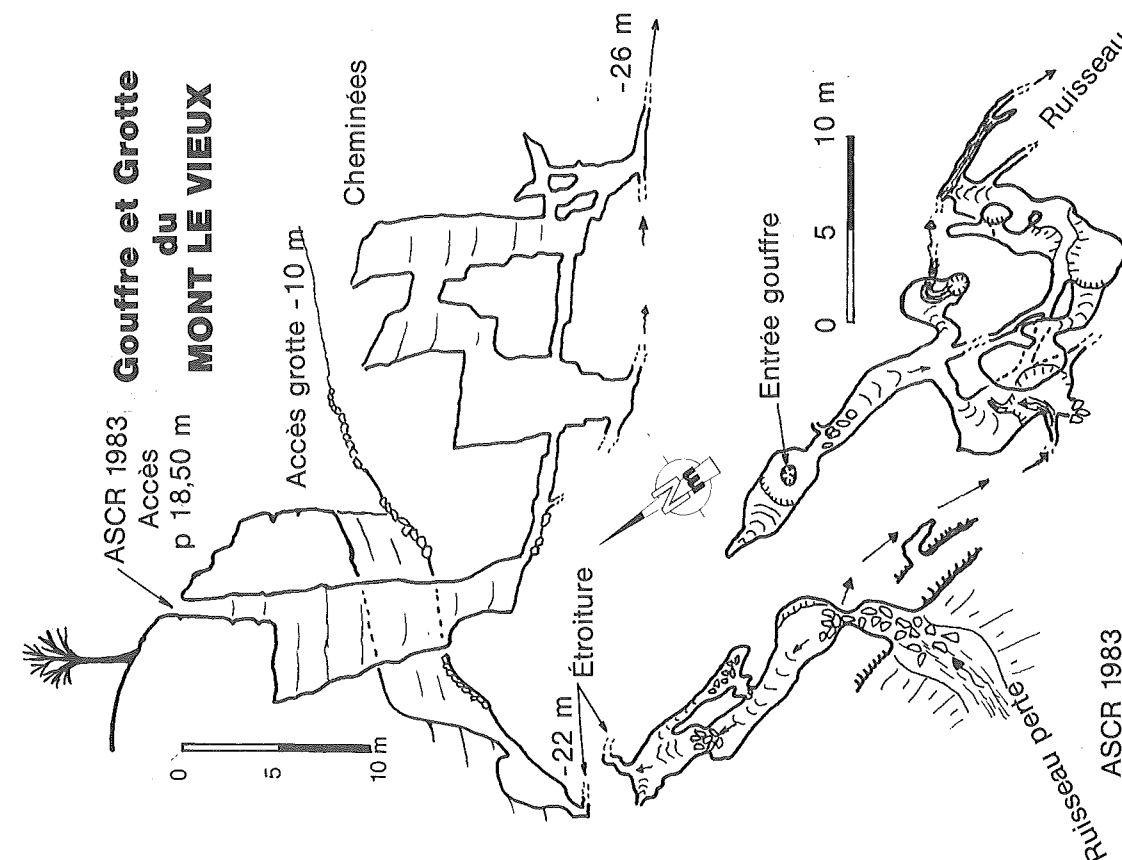 Gouffre et Grotte
du
MONT LE VIEUX
ASCR 1983
Accès
p 18,50 m
Accès grotte -10 m
Cheminées
-26 m
0
5
10 m
-22 m
Étroiture
N
Entrée gouffre
0
5
10 m
Ruisseau
Ruisseau perte
ASCR 1983